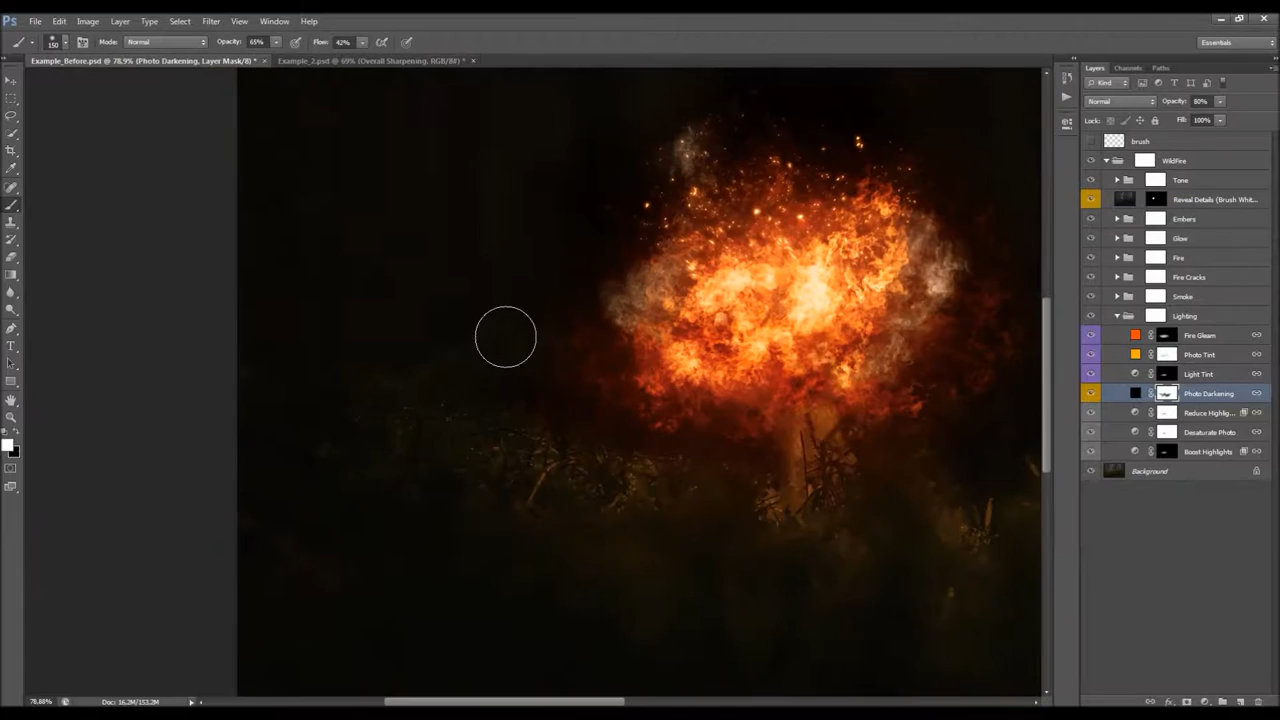 Ps File Edit Image Layer Type Select Filter View Window Help
150 Mode: Normal Opacity: 65% Flow: 42% Essentials
Example_Before.psd @ 78.9% (Photo Darkening, Layer Mask/8) * × Example_2.psd @ 69% (Overall Sharpening, RGB/8#) * ×
Layers Channels Paths
Kind
Normal Opacity: 80%
Lock: Fill: 100%
brush
WildFire
Tone
Reveal Details (Brush Whit...
Embers
Glow
Fire
Fire Cracks
Smoke
Lighting
Fire Gleam
Photo Tint
Light Tint
Photo Darkening
Reduce Highlig...
Desaturate Photo
Boost Highlights
Background
78.88% Doc: 16.2M/153.2M